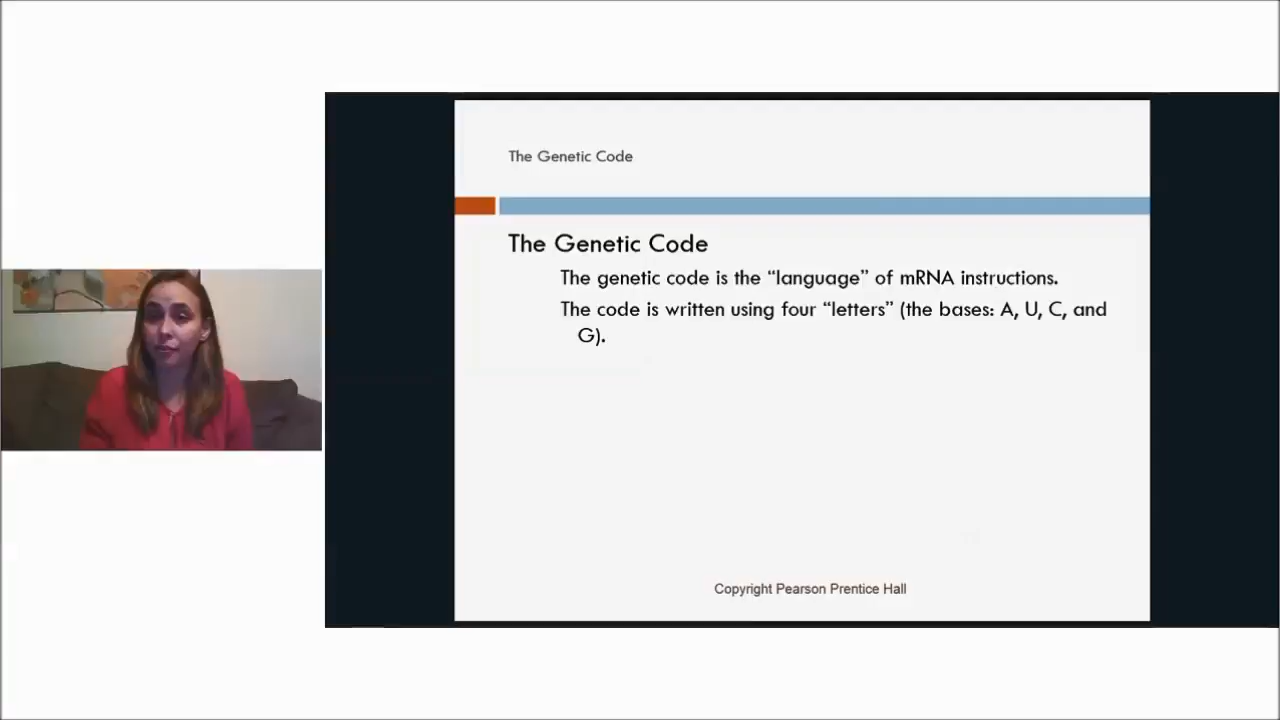 The Genetic Code
The Genetic Code
The genetic code is the “language” of mRNA instructions.
The code is written using four “letters” (the bases: A, U, C, and
G).
Copyright Pearson Prentice Hall